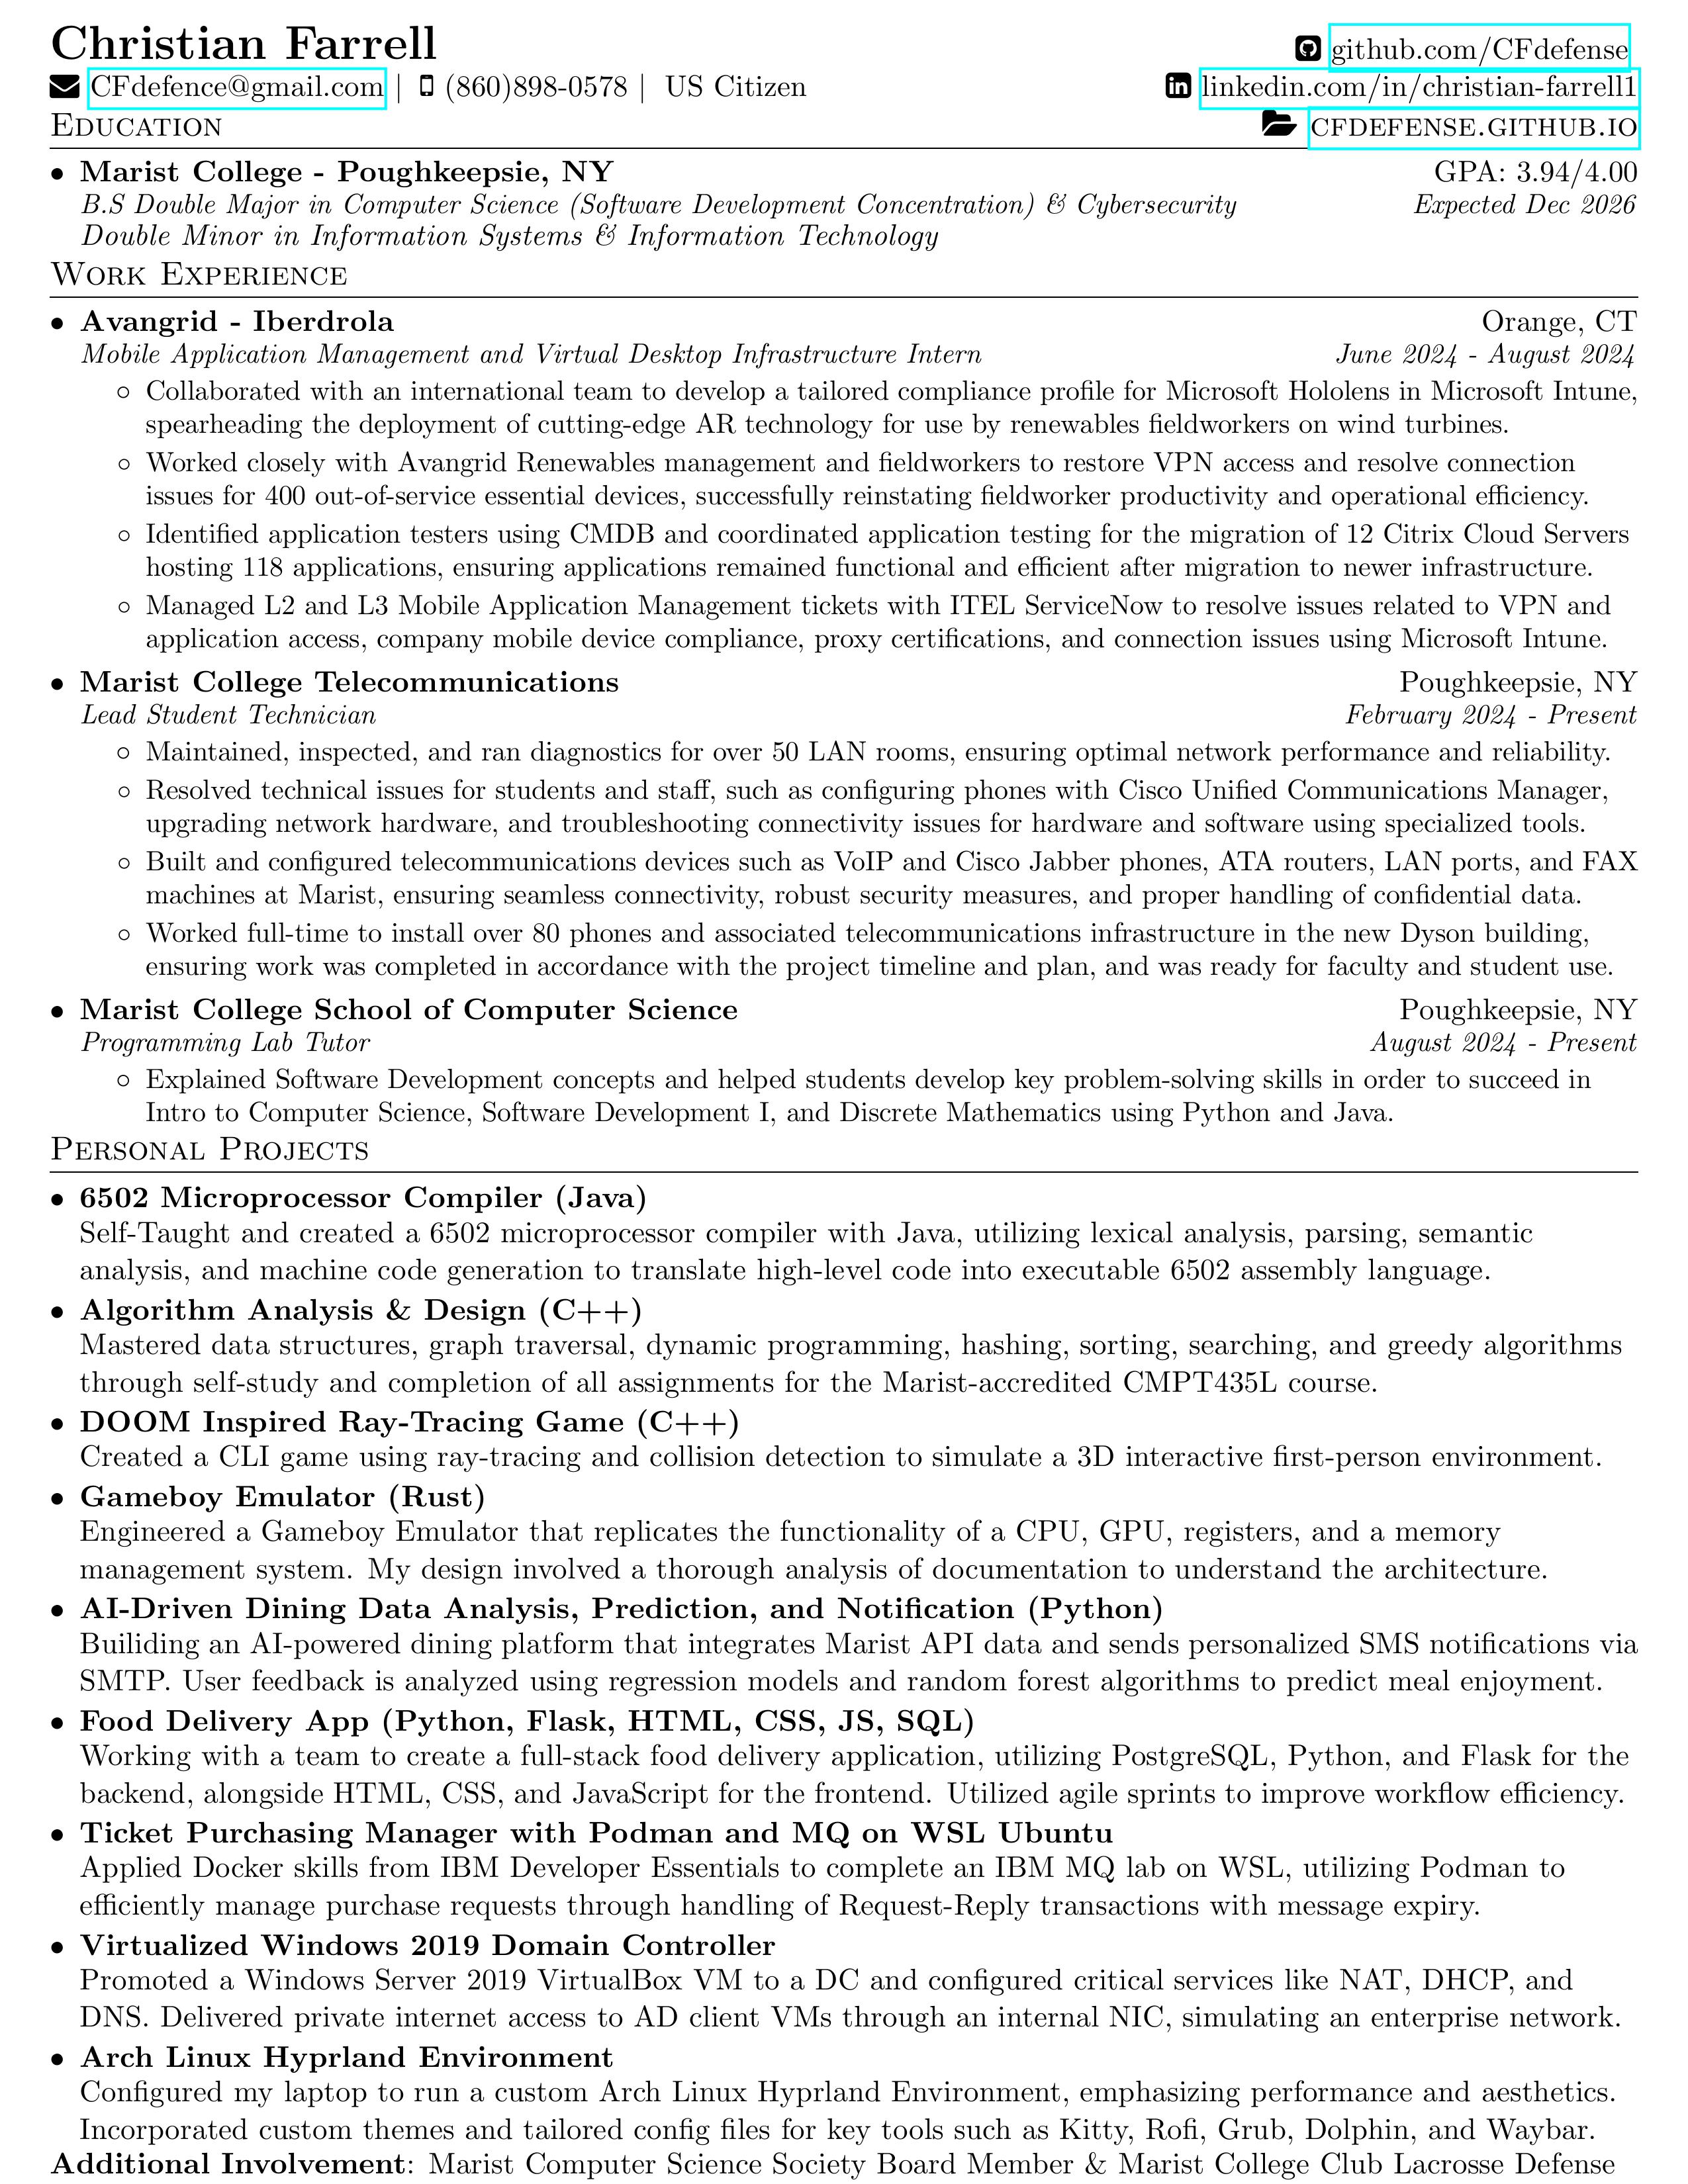 Christian Farrell
github.com/CFdefense
CFdefence@gmail.com | (860)898-0578 | US Citizen
linkedin.com/in/christian-farrell1
Education
cfdefense.github.io
• Marist College - Poughkeepsie, NY GPA: 3.94/4.00
B.S Double Major in Computer Science (Software Development Concentration) & Cybersecurity Expected Dec 2026
Double Minor in Information Systems & Information Technology
Work Experience
• Avangrid - Iberdrola Orange, CT
Mobile Application Management and Virtual Desktop Infrastructure Intern June 2024 - August 2024
◦ Collaborated with an international team to develop a tailored compliance profile for Microsoft Hololens in Microsoft Intune,
spearheading the deployment of cutting-edge AR technology for use by renewables fieldworkers on wind turbines.
◦ Worked closely with Avangrid Renewables management and fieldworkers to restore VPN access and resolve connection
issues for 400 out-of-service essential devices, successfully reinstating fieldworker productivity and operational efficiency.
◦ Identified application testers using CMDB and coordinated application testing for the migration of 12 Citrix Cloud Servers
hosting 118 applications, ensuring applications remained functional and efficient after migration to newer infrastructure.
◦ Managed L2 and L3 Mobile Application Management tickets with ITEL ServiceNow to resolve issues related to VPN and
application access, company mobile device compliance, proxy certifications, and connection issues using Microsoft Intune.
• Marist College Telecommunications Poughkeepsie, NY
Lead Student Technician February 2024 - Present
◦ Maintained, inspected, and ran diagnostics for over 50 LAN rooms, ensuring optimal network performance and reliability.
◦ Resolved technical issues for students and staff, such as configuring phones with Cisco Unified Communications Manager,
upgrading network hardware, and troubleshooting connectivity issues for hardware and software using specialized tools.
◦ Built and configured telecommunications devices such as VoIP and Cisco Jabber phones, ATA routers, LAN ports, and FAX
machines at Marist, ensuring seamless connectivity, robust security measures, and proper handling of confidential data.
◦ Worked full-time to install over 80 phones and associated telecommunications infrastructure in the new Dyson building,
ensuring work was completed in accordance with the project timeline and plan, and was ready for faculty and student use.
• Marist College School of Computer Science Poughkeepsie, NY
Programming Lab Tutor August 2024 - Present
◦ Explained Software Development concepts and helped students develop key problem-solving skills in order to succeed in
Intro to Computer Science, Software Development I, and Discrete Mathematics using Python and Java.
Personal Projects
• 6502 Microprocessor Compiler (Java)
Self-Taught and created a 6502 microprocessor compiler with Java, utilizing lexical analysis, parsing, semantic
analysis, and machine code generation to translate high-level code into executable 6502 assembly language.
• Algorithm Analysis & Design (C++)
Mastered data structures, graph traversal, dynamic programming, hashing, sorting, searching, and greedy algorithms
through self-study and completion of all assignments for the Marist-accredited CMPT435L course.
• DOOM Inspired Ray-Tracing Game (C++)
Created a CLI game using ray-tracing and collision detection to simulate a 3D interactive first-person environment.
• Gameboy Emulator (Rust)
Engineered a Gameboy Emulator that replicates the functionality of a CPU, GPU, registers, and a memory
management system. My design involved a thorough analysis of documentation to understand the architecture.
• AI-Driven Dining Data Analysis, Prediction, and Notification (Python)
Builiding an AI-powered dining platform that integrates Marist API data and sends personalized SMS notifications via
SMTP. User feedback is analyzed using regression models and random forest algorithms to predict meal enjoyment.
• Food Delivery App (Python, Flask, HTML, CSS, JS, SQL)
Working with a team to create a full-stack food delivery application, utilizing PostgreSQL, Python, and Flask for the
backend, alongside HTML, CSS, and JavaScript for the frontend. Utilized agile sprints to improve workflow efficiency.
• Ticket Purchasing Manager with Podman and MQ on WSL Ubuntu
Applied Docker skills from IBM Developer Essentials to complete an IBM MQ lab on WSL, utilizing Podman to
efficiently manage purchase requests through handling of Request-Reply transactions with message expiry.
• Virtualized Windows 2019 Domain Controller
Promoted a Windows Server 2019 VirtualBox VM to a DC and configured critical services like NAT, DHCP, and
DNS. Delivered private internet access to AD client VMs through an internal NIC, simulating an enterprise network.
• Arch Linux Hyprland Environment
Configured my laptop to run a custom Arch Linux Hyprland Environment, emphasizing performance and aesthetics.
Incorporated custom themes and tailored config files for key tools such as Kitty, Rofi, Grub, Dolphin, and Waybar.
Additional Involvement: Marist Computer Science Society Board Member & Marist College Club Lacrosse Defense